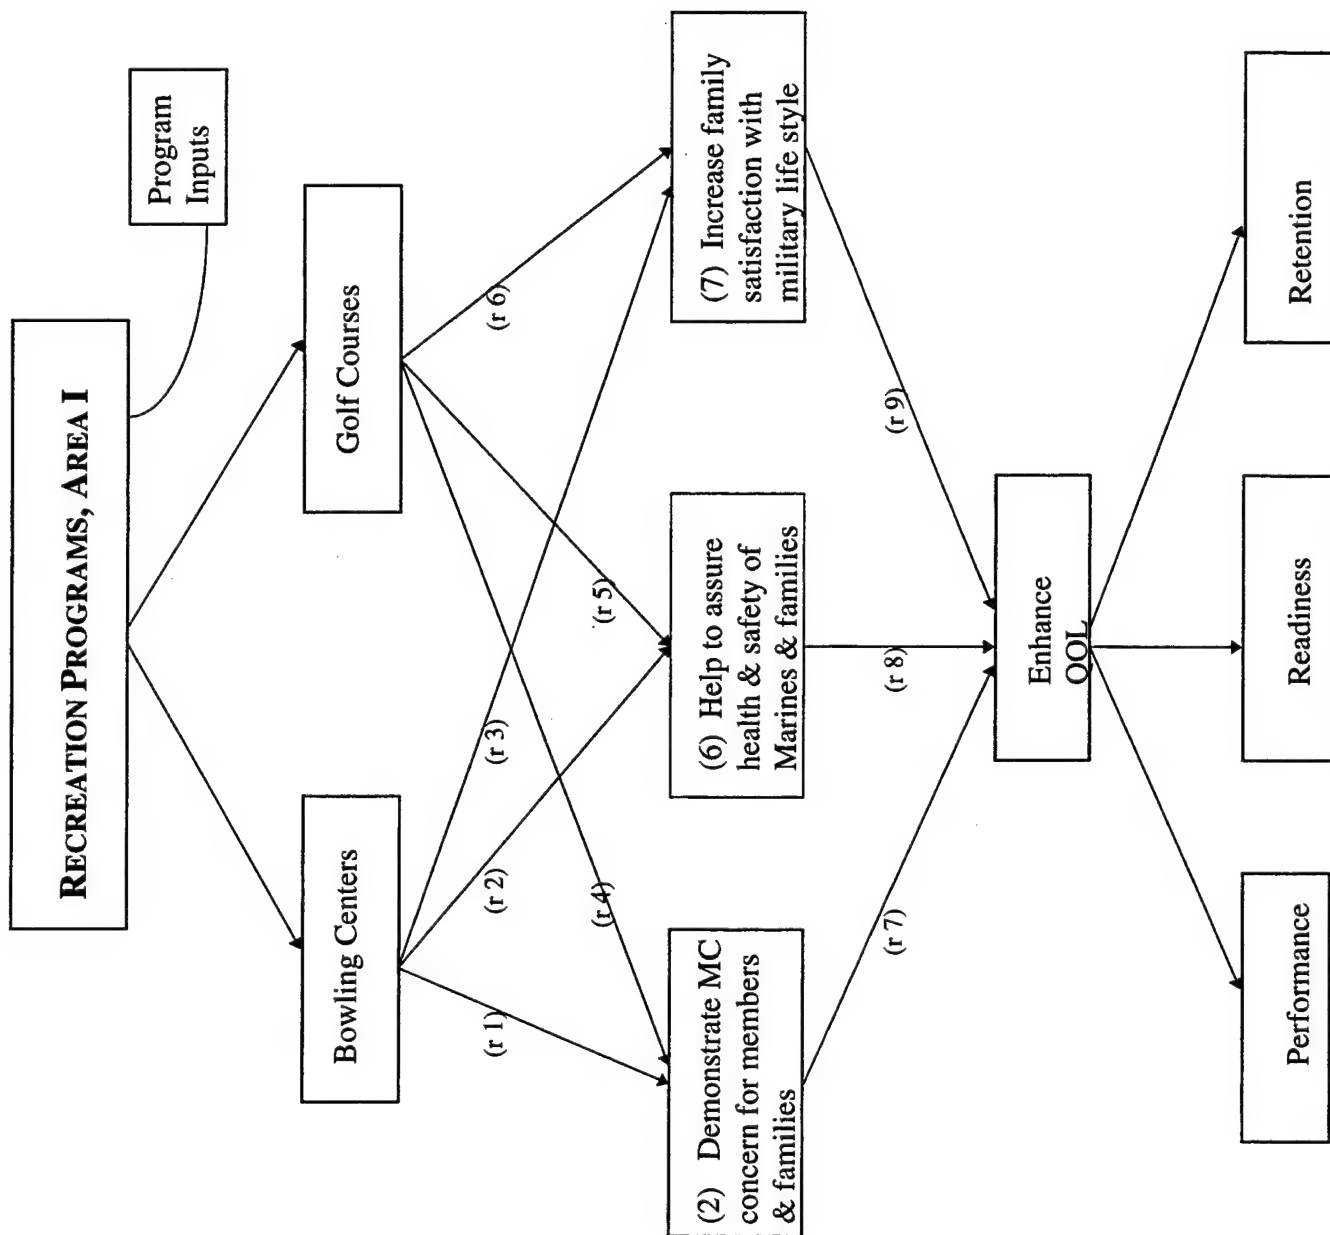 RECREATION PROGRAMS, AREA I
Program
Inputs
Bowling Centers
Golf Courses
(r 1)
(r 2)
(r 3)
(r 4)
(r 5)
(r 6)
(2) Demonstrate MC
concern for members
& families
(6) Help to assure
health & safety of
Marines & families
(7) Increase family
satisfaction with
military life style
(r 7)
(r 8)
(r 9)
Enhance
QOL
Performance
Readiness
Retention